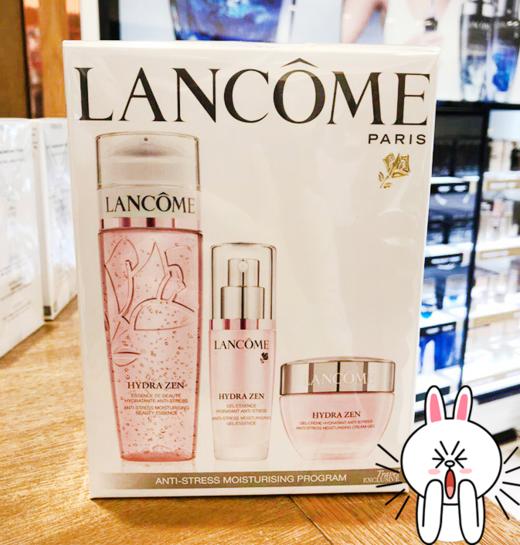 LANCÔME
PARIS
LANCÔME
HYDRA ZEN
ESSENCE DE BEAUTÉ
HYDRATANTE ANTI-STRESS
ANTI-STRESS MOISTURISING
BEAUTY ESSENCE
LANCÔME
HYDRA ZEN
GEL ESSENCE
HYDRATANT ANTI-STRESS
ANTI-STRESS MOISTURISING
GEL ESSENCE
LANCÔME
HYDRA ZEN
GEL-CRÈME HYDRATANT ANTI-STRESS
ANTI-STRESS MOISTURISING CREAM-GEL
ANTI-STRESS MOISTURISING PROGRAM
EXCLUSIVE